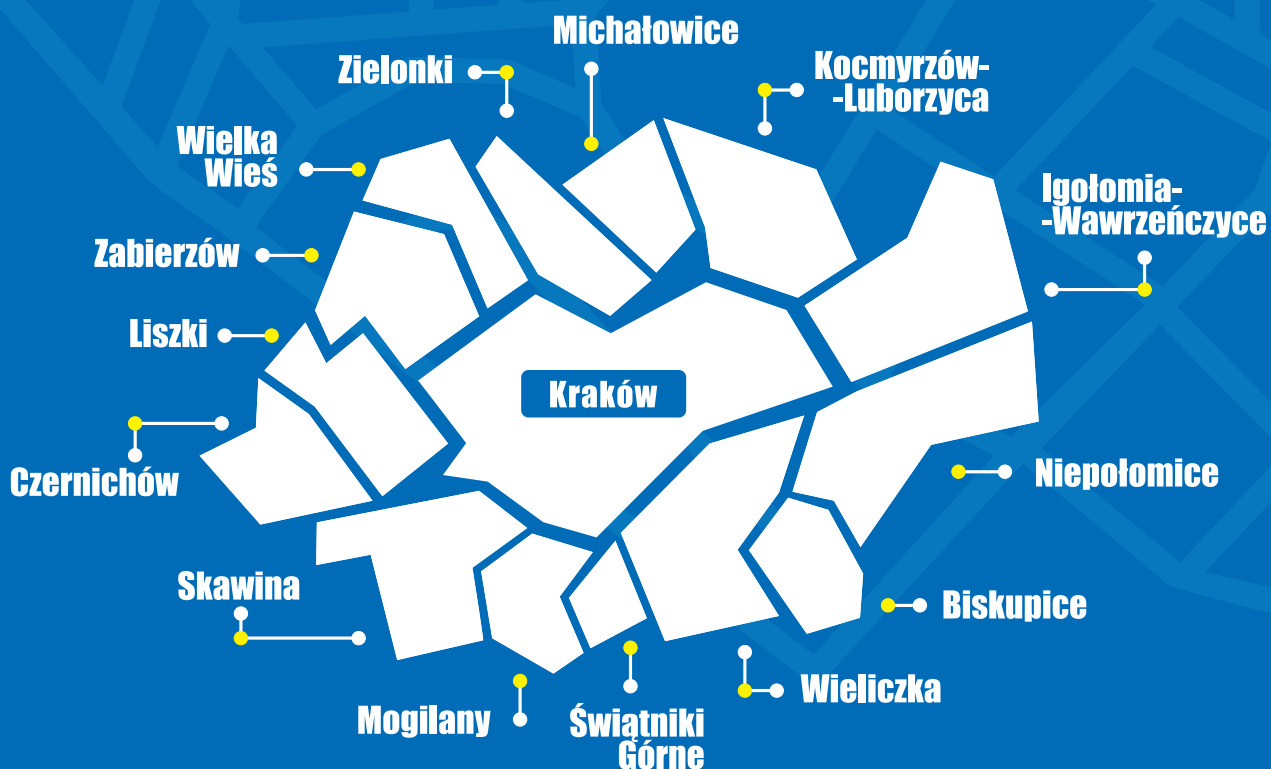 Michałowice
Zielonki
Kocmyrzów-
-Luborzyca
Wielka
Wieś
Igołomia-
-Wawrzeńczyce
Zabierzów
Liszki
Kraków
Czernichów
Niepołomice
Skawina
Biskupice
Wieliczka
Mogilany
Świątniki
Górne